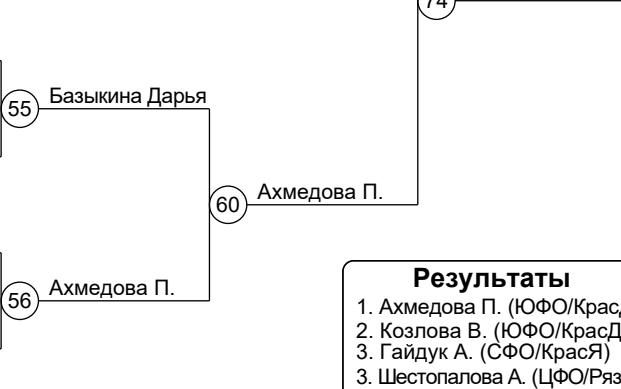 74
Базыкина Дарья
55
Ахмедова П.
60
Ахмедова П.
56
Результаты
1. Ахмедова П. (ЮФО/Крас
2. Козлова В. (ЮФО/КрасД
3. Гайдук А. (СФО/КрасЯ)
3. Шестопалова А. (ЦФО/Ряз